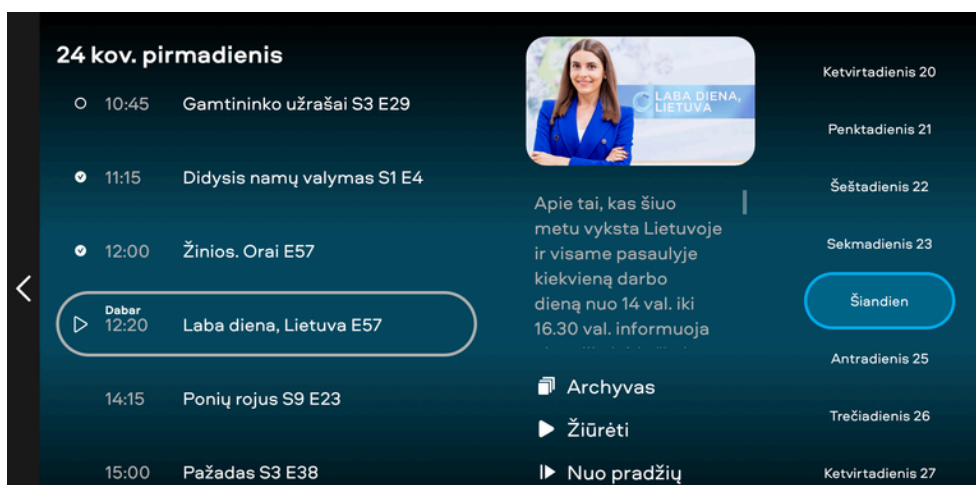 24 kov. pirmadienis
10:45 Gamtininko užrašai S3 E29
11:15 Didysis namų valymas S1 E4
12:00 Žinios. Orai E57
Dabar
12:20 Laba diena, Lietuva E57
14:15 Ponių rojus S9 E23
15:00 Pažadas S3 E38
LABA DIENA,
LIETUVA
Apie tai, kas šiuo
metu vyksta Lietuvoje
ir visame pasaulyje
kiekvieną darbo
dieną nuo 14 val. iki
16.30 val. informuoja
Archyvas
Žiūrėti
Nuo pradžių
Ketvirtadienis 20
Penktadienis 21
Šeštadienis 22
Sekmadienis 23
Šiandien
Antradienis 25
Trečiadienis 26
Ketvirtadienis 27